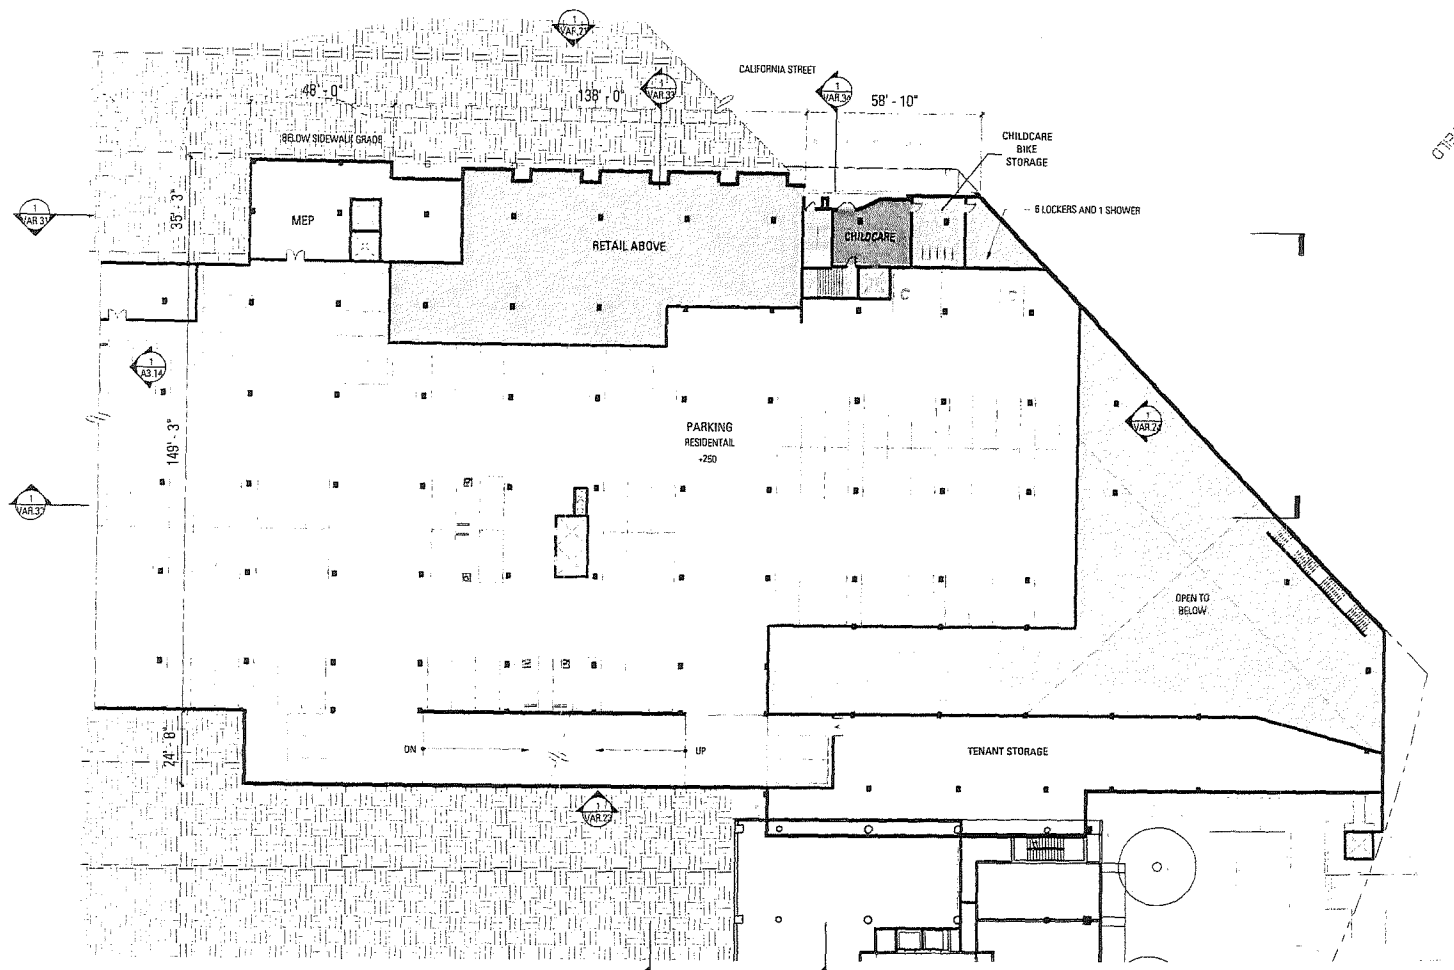 1
VAR.21
CALIFORNIA STREET
1
VAR.33
1
VAR.34
48' - 0"
138' - 0"
58' - 10"
BELOW SIDEWALK GRADE
CHILDCARE
BIKE
STORAGE
35' - 3"
1
VAR.31
MEP
6 LOCKERS AND 1 SHOWER
RETAIL ABOVE
CHILDCARE
1
A3.14
1
VAR.24
PARKING
RESIDENTAIL
+250
149' - 3"
1
VAR.32
OPEN TO
BELOW
24' - 8"
DN
UP
TENANT STORAGE
1
VAR.23